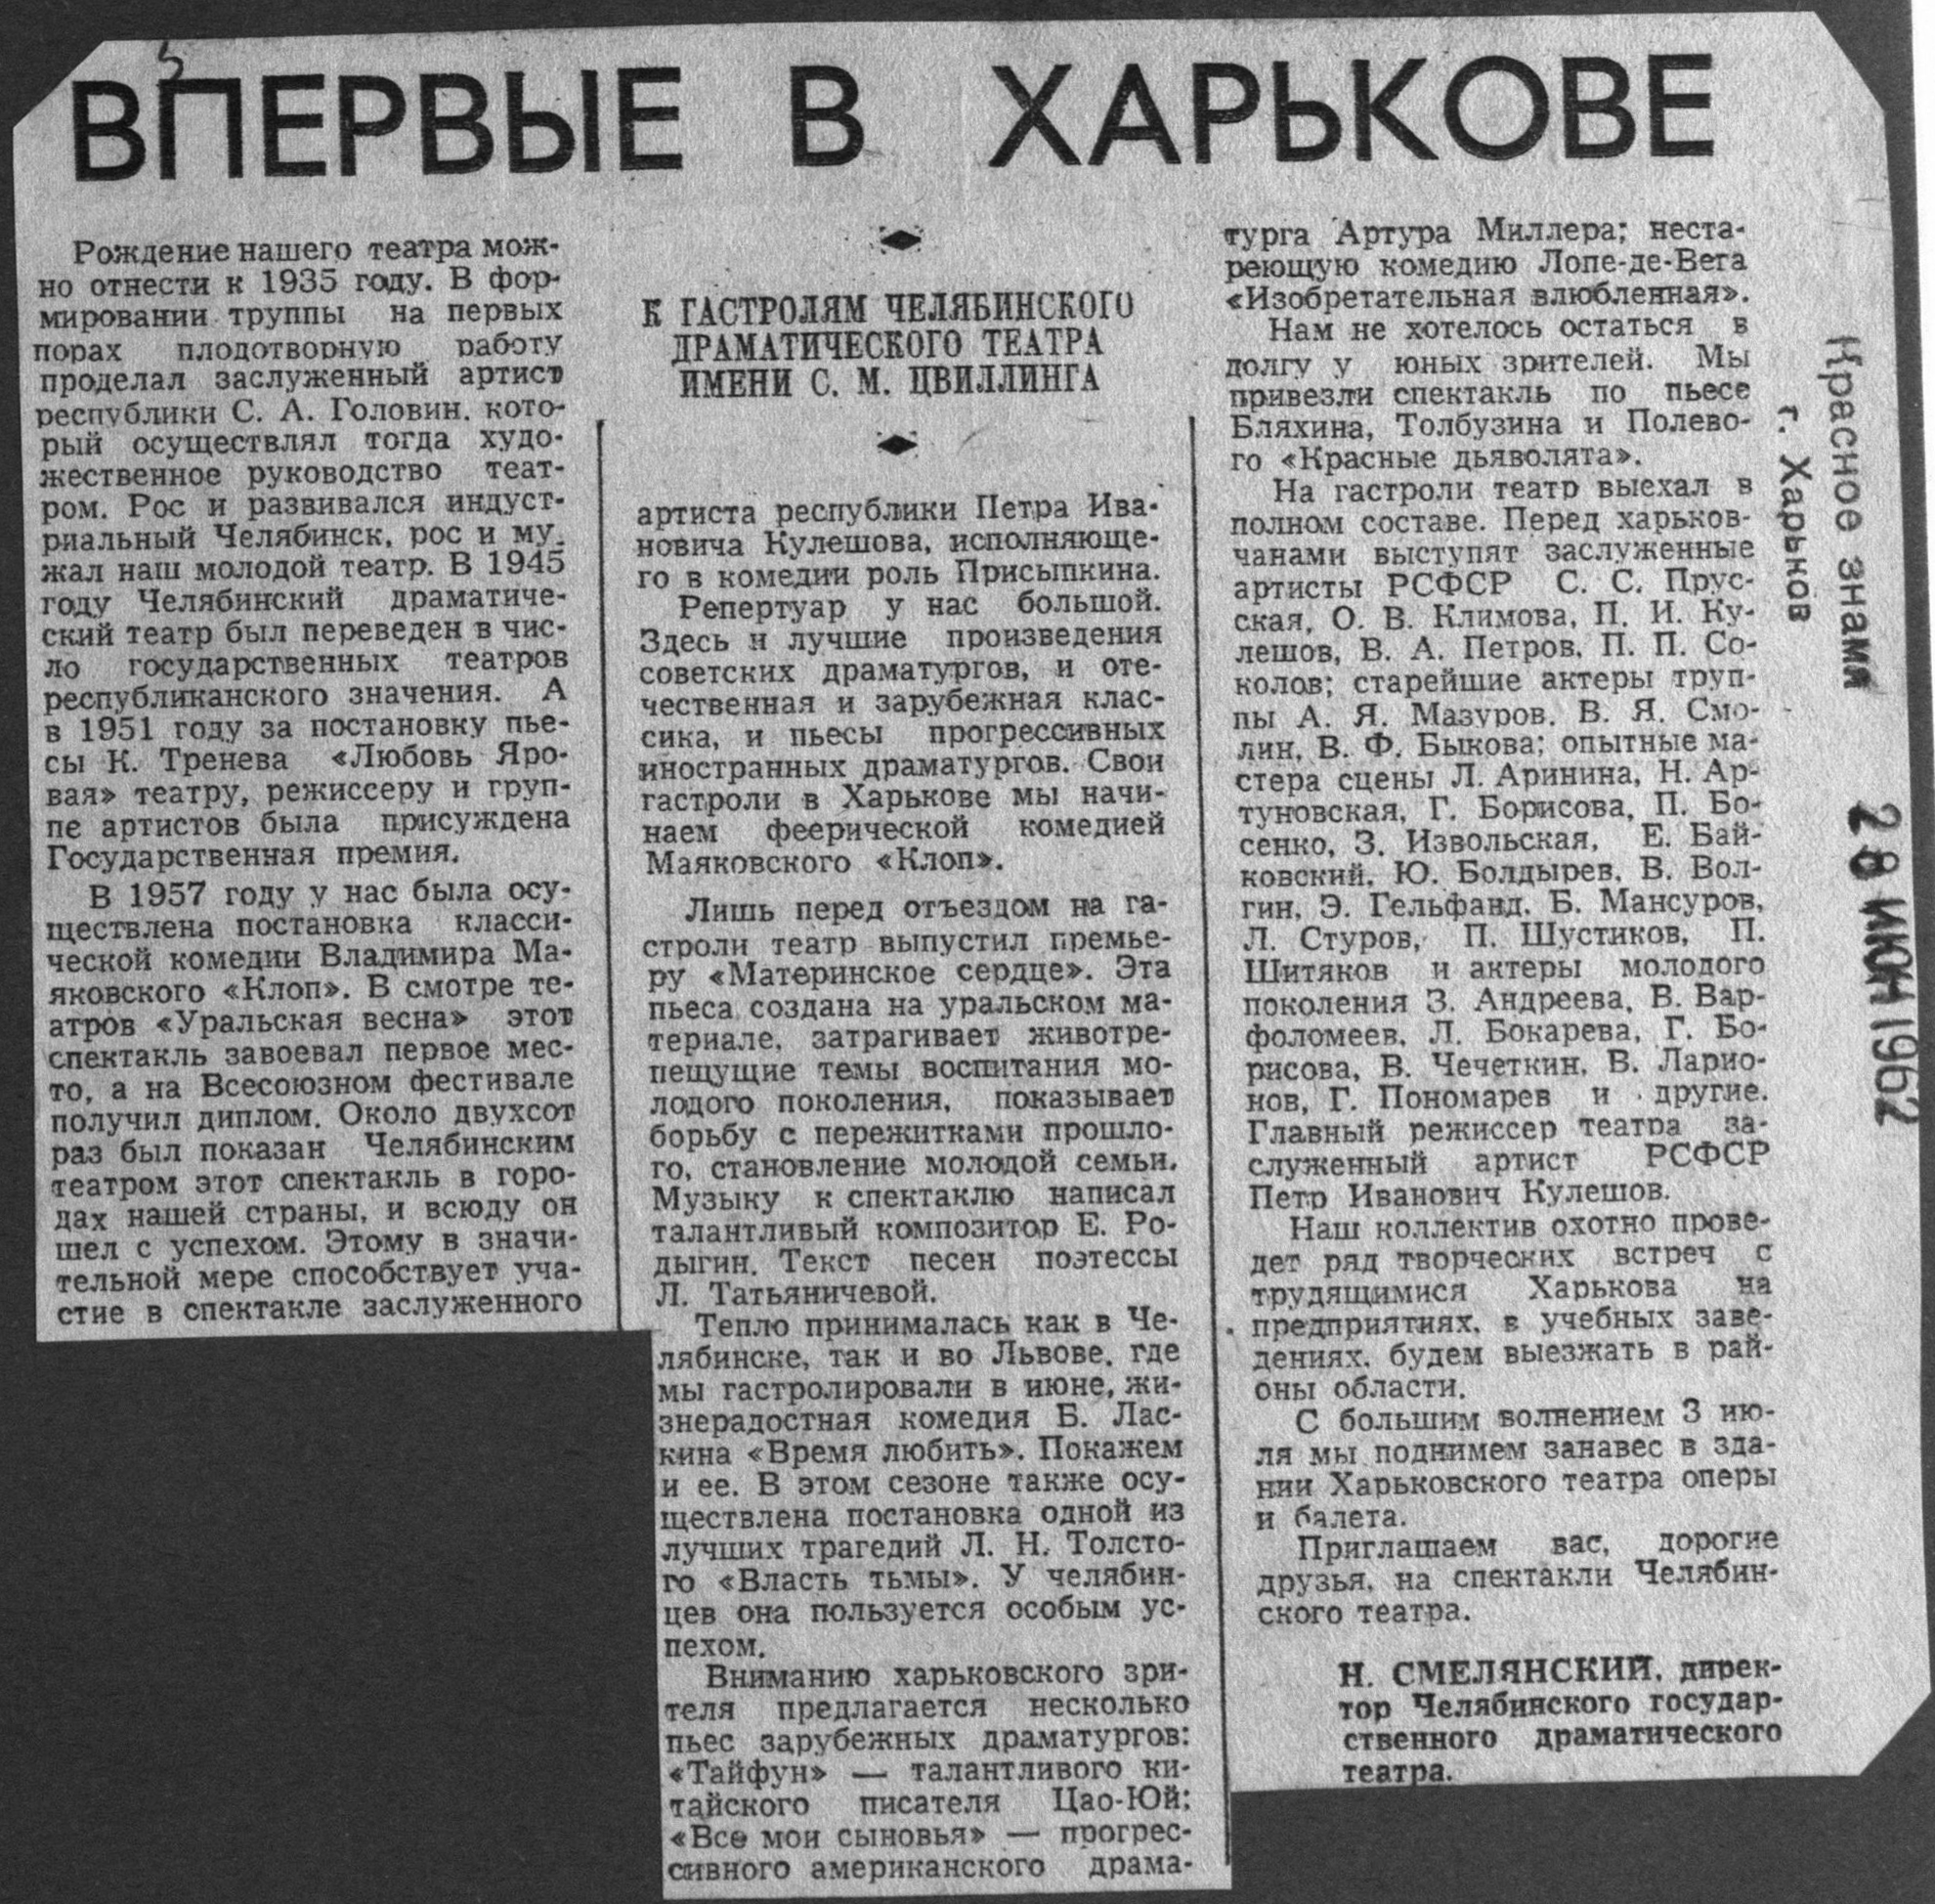 ВПЕРВЫЕ В ХАРЬКОВЕ
Рождение нашего театра мож-
но отнести к 1935 году. В фор-
мировании труппы на первых
порах плодотворную работу
проделал заслуженный артист
республики С. А. Головин, кото-
рый осуществлял тогда худо-
жественное руководство теат-
ром. Рос и развивался индуст-
риальный Челябинск, рос и му-
жал наш молодой театр. В 1945
году Челябинский драматиче-
ский театр был переведен в чис-
ло государственных театров
республиканского значения. А
в 1951 году за постановку пье-
сы К. Тренева «Любовь Яро-
вая» театру, режиссеру и груп-
пе артистов была присуждена
Государственная премия.
В 1957 году у нас была осу-
ществлена постановка класси-
ческой комедии Владимира Ма-
яковского «Клоп». В смотре те-
атров «Уральская весна» этот
спектакль завоевал первое мес-
то, а на Всесоюзном фестивале
получил диплом. Около двухсот
раз был показан Челябинским
театром этот спектакль в горо-
дах нашей страны, и всюду он
шел с успехом. Этому в значи-
тельной мере способствует уча-
стие в спектакле заслуженного
К ГАСТРОЛЯМ ЧЕЛЯБИНСКОГО
ДРАМАТИЧЕСКОГО ТЕАТРА
ИМЕНИ С. М. ЦВИЛЛИНГА
артиста республики Петра Ива-
новича Кулешова, исполняюще-
го в комедии роль Присыпкина.
Репертуар у нас большой.
Здесь и лучшие произведения
советских драматургов, и оте-
чественная и зарубежная клас-
сика, и пьесы прогрессивных
иностранных драматургов. Свои
гастроли в Харькове мы начи-
наем феерической комедией
Маяковского «Клоп».
Лишь перед отъездом на га-
строли театр выпустил премье-
ру «Материнское сердце». Эта
пьеса создана на уральском ма-
териале, затрагивает животре-
пещущие темы воспитания мо-
лодого поколения, показывает
борьбу с пережитками прошло-
го, становление молодой семьи.
Музыку к спектаклю написал
талантливый композитор Е. Ро-
дыгин. Текст песен поэтессы
Л. Татьяничевой.
Тепло принималась как в Че-
лябинске, так и во Львове, где
мы гастролировали в июне, жи-
знерадостная комедия Б. Лас-
кина «Время любить». Покажем
и ее. В этом сезоне также осу-
ществлена постановка одной из
лучших трагедий Л. Н. Толсто-
го «Власть тьмы». У челябин-
цев она пользуется особым ус-
пехом.
Вниманию харьковского зри-
теля предлагается несколько
пьес зарубежных драматургов:
«Тайфун» — талантливого ки-
тайского писателя Цао-Юй;
«Все мои сыновья» — прогрес-
сивного американского драма-
турга Артура Миллера; неста-
реющую комедию Лопе-де-Вега
«Изобретательная влюбленная».
Нам не хотелось остаться в
долгу у юных зрителей. Мы
привезли спектакль по пьесе
Бляхина, Толбузина и Полево-
го «Красные дьяволята».
На гастроли театр выехал в
полном составе. Перед харьков-
чанами выступят заслуженные
артисты РСФСР С. С. Прус-
ская, О. В. Климова, П. И. Ку-
лешов, В. А. Петров, П. П. Со-
колов; старейшие актеры труп-
пы А. Я. Мазуров, В. Я. Смо-
лин, В. Ф. Быкова; опытные ма-
стера сцены Л. Аринина, Н. Ар-
туновская, Г. Борисова, П. Бо-
сенко, З. Извольская, Е. Бай-
ковский, Ю. Болдырев, В. Вол-
гин, Э. Гельфанд, Б. Мансуров,
Л. Стуров, П. Шустиков, П.
Шитяков и актеры молодого
поколения З. Андреева, В. Вар-
фоломеев, Л. Бокарева, Г. Бо-
рисова, В. Чечеткин, В. Ларио-
нов, Г. Пономарев и другие.
Главный режиссер театра за-
служенный артист РСФСР
Петр Иванович Кулешов.
Наш коллектив охотно прове-
дет ряд творческих встреч с
трудящимися Харькова на
предприятиях, в учебных заве-
дениях, будем выезжать в рай-
оны области.
С большим волнением 3 ию-
ля мы поднимем занавес в зда-
нии Харьковского театра оперы
и балета.
Приглашаем вас, дорогие
друзья, на спектакли Челябин-
ского театра.
Н. СМЕЛЯНСКИЙ, дирек-
тор Челябинского государ-
ственного драматического
театра.
Красное знамя
г. Харьков
28 ИЮН 1962